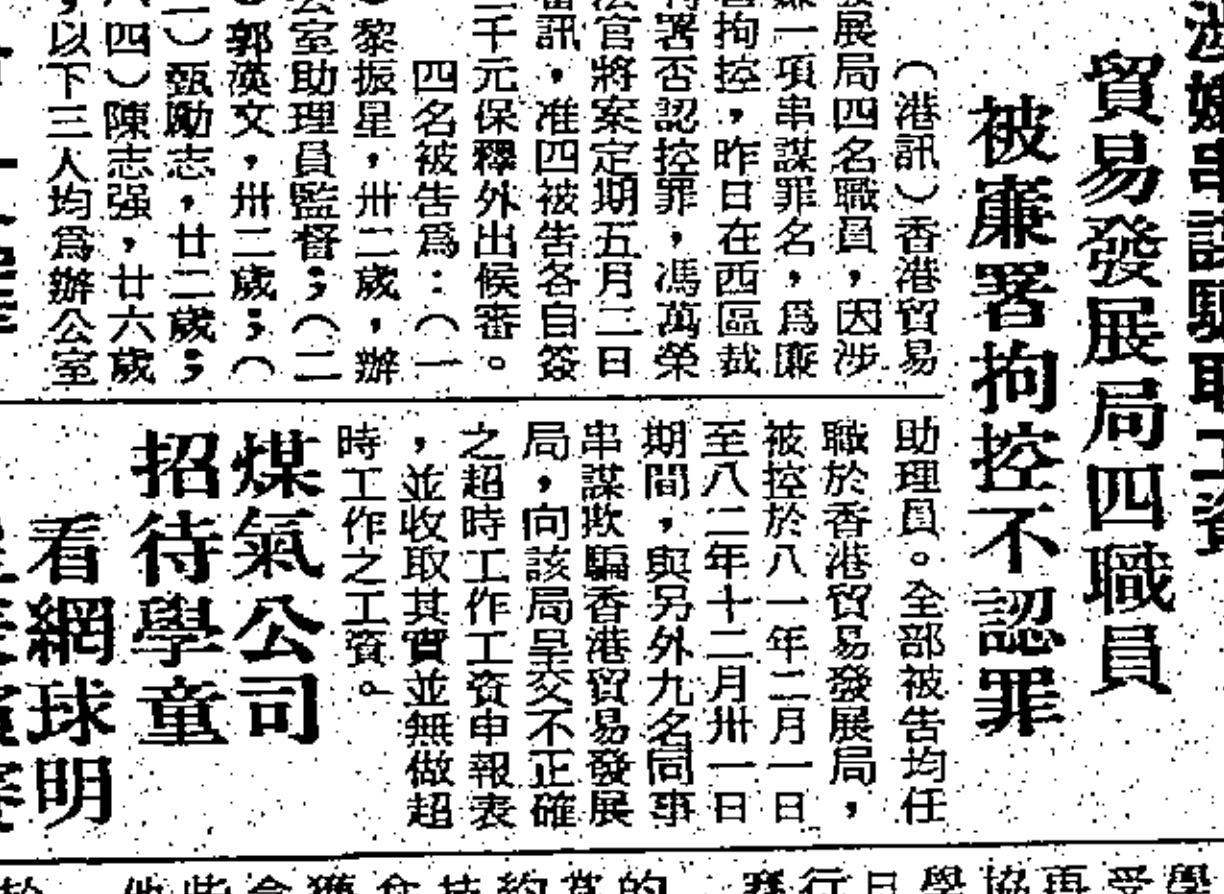 涉嫌串謀騙取工資
貿易發展局四職員
被廉署拘控不認罪
（港訊）香港貿易
發展局四名職員，因涉
嫌一項串謀罪名，爲廉
署拘控，昨日在西區裁
判署否認控罪，馮萬榮
法官將案定期五月二日
審訊，准四被告各自簽
二千元保釋外出候審。
四名被告爲：（一
）黎振星，卅二歲，辦
公室助理員監督；（二
）郭漢文，卅二歲；（
三）甄勵志，廿二歲；
（四）陳志强，廿六歲
，以下三人均爲辦公室
助理員。全部被告均任
職於香港貿易發展局，
被控於八一年二月一日
至八二年十二月卅一日
期間，與另外九名同事
串謀欺騙香港貿易發展
局，向該局呈交不正確
之超時工作工資申報表
，並收取其實並無做超
時工作之工資。
煤氣公司
招待學童
看網球明